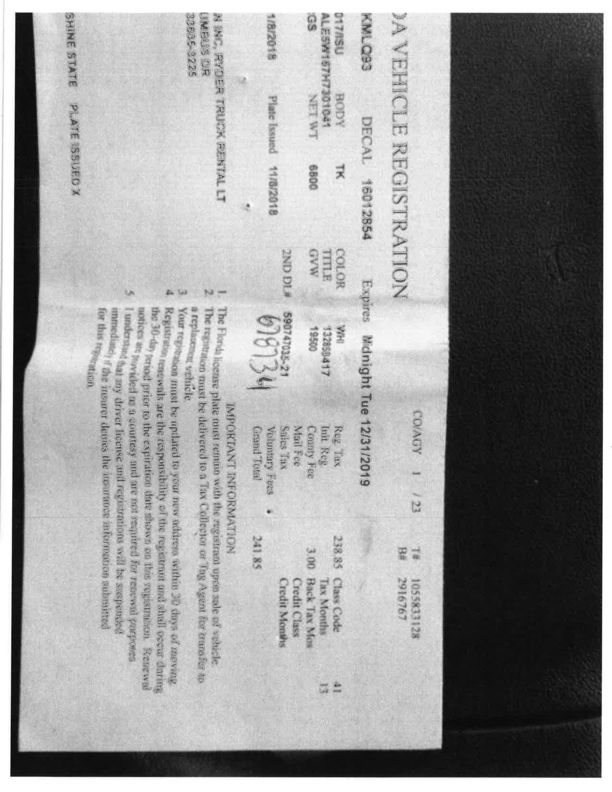 DA VEHICLE REGISTRATION
CO/AGY 1 / 23 T# 1055833128
B# 2916767
KMLQ93 DECAL 16012854 Expires Midnight Tue 12/31/2019
017/ISU BODY TK COLOR WHI Reg. Tax 238.85 Class Code 41
ALE5W167H7301041 TITLE 132858417 Init. Reg. Tax Months 13
GS NET WT 6800 GVW 19500 County Fee 3.00 Back Tax Mos
Mail Fee Credit Class
2ND DL# 590747035-21 Sales Tax Credit Months
1/8/2018 Plate Issued 11/8/2018 Voluntary Fees
6787341
Grand Total 241.85
IMPORTANT INFORMATION
N INC, RYDER TRUCK RENTAL LT
UMBUS DR
33605-3225
1. The Florida license plate must remain with the registrant upon sale of vehicle.
2. The registration must be delivered to a Tax Collector or Tag Agent for transfer to
a replacement vehicle.
3 Your registration must be updated to your new address within 30 days of moving.
4 Registration renewals are the responsibility of the registrant and shall occur during
the 30-day period prior to the expiration date shown on this registration. Renewal
notices are provided as a courtesy and are not required for renewal purposes.
5 I understand that my driver license and registrations will be suspended
immediately if the insurer denies the insurance information submitted
for this registration.
SHINE STATE PLATE ISSUED X